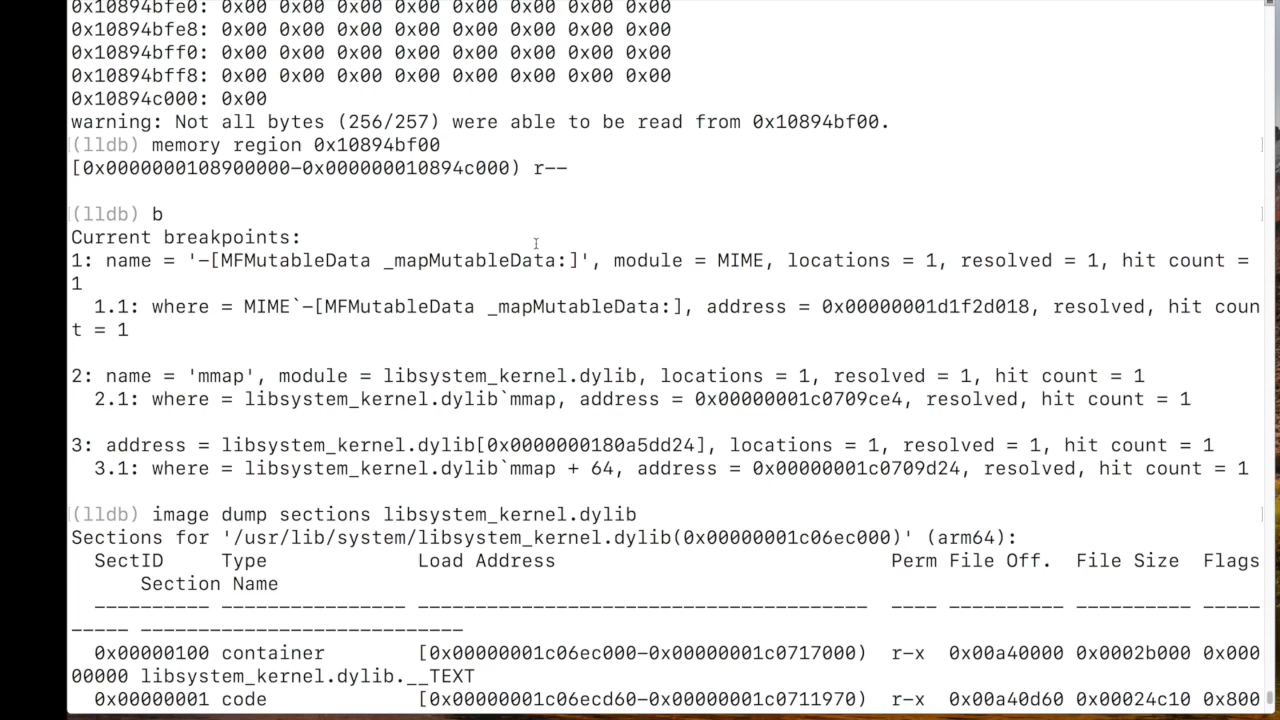 0x10894bfe0: 0x00 0x00 0x00 0x00 0x00 0x00 0x00 0x00
0x10894bfe8: 0x00 0x00 0x00 0x00 0x00 0x00 0x00 0x00
0x10894bff0: 0x00 0x00 0x00 0x00 0x00 0x00 0x00 0x00
0x10894bff8: 0x00 0x00 0x00 0x00 0x00 0x00 0x00 0x00
0x10894c000: 0x00
warning: Not all bytes (256/257) were able to be read from 0x10894bf00.
(lldb) memory region 0x10894bf00
[0x0000000108900000-0x000000010894c000) r--
(lldb) b
Current breakpoints:
1: name = '-[MFMutableData _mapMutableData:]', module = MIME, locations = 1, resolved = 1, hit count =
1
1.1: where = MIME`-[MFMutableData _mapMutableData:], address = 0x00000001d1f2d018, resolved, hit coun
t = 1
2: name = 'mmap', module = libsystem_kernel.dylib, locations = 1, resolved = 1, hit count = 1
2.1: where = libsystem_kernel.dylib`mmap, address = 0x00000001c0709ce4, resolved, hit count = 1
3: address = libsystem_kernel.dylib[0x0000000180a5dd24], locations = 1, resolved = 1, hit count = 1
3.1: where = libsystem_kernel.dylib`mmap + 64, address = 0x00000001c0709d24, resolved, hit count = 1
(lldb) image dump sections libsystem_kernel.dylib
Sections for '/usr/lib/system/libsystem_kernel.dylib(0x00000001c06ec000)' (arm64):
SectID Type Load Address Perm File Off. File Size Flags
Section Name
---------- ---------------- --------------------------------------- ---- ---------- ---------- -----
----- ----------------------------
0x00000100 container [0x00000001c06ec000-0x00000001c0717000) r-x 0x00a40000 0x0002b000 0x000
00000 libsystem_kernel.dylib.__TEXT
0x00000001 code [0x00000001c06ecd60-0x00000001c0711970) r-x 0x00a40d60 0x00024c10 0x800